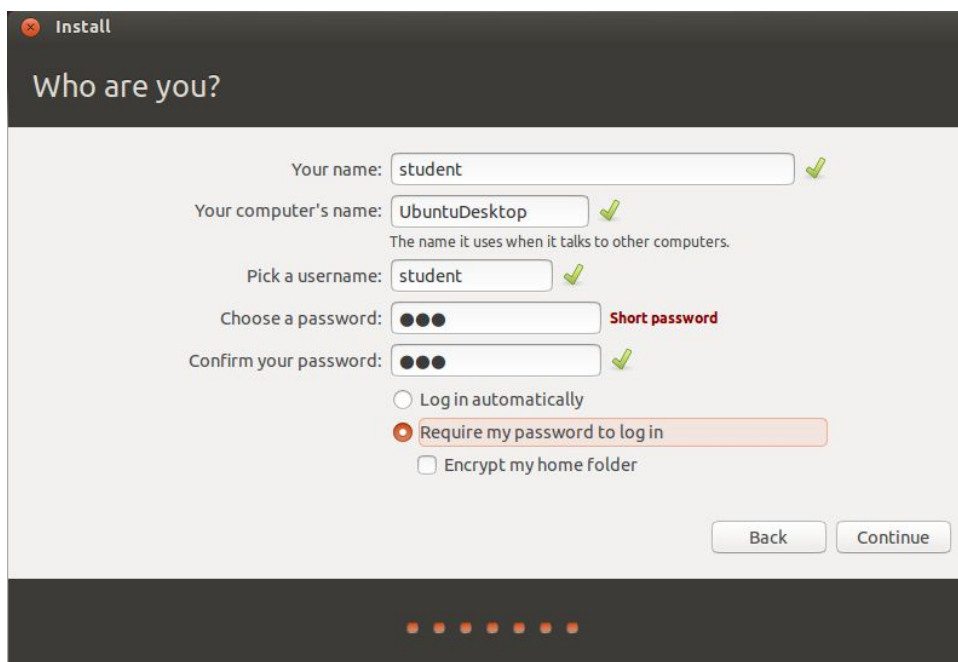 Install
Who are you?
Your name: student
Your computer's name: UbuntuDesktop
The name it uses when it talks to other computers.
Pick a username: student
Choose a password: ●●● Short password
Confirm your password: ●●●
Log in automatically
Require my password to log in
Encrypt my home folder
Back Continue